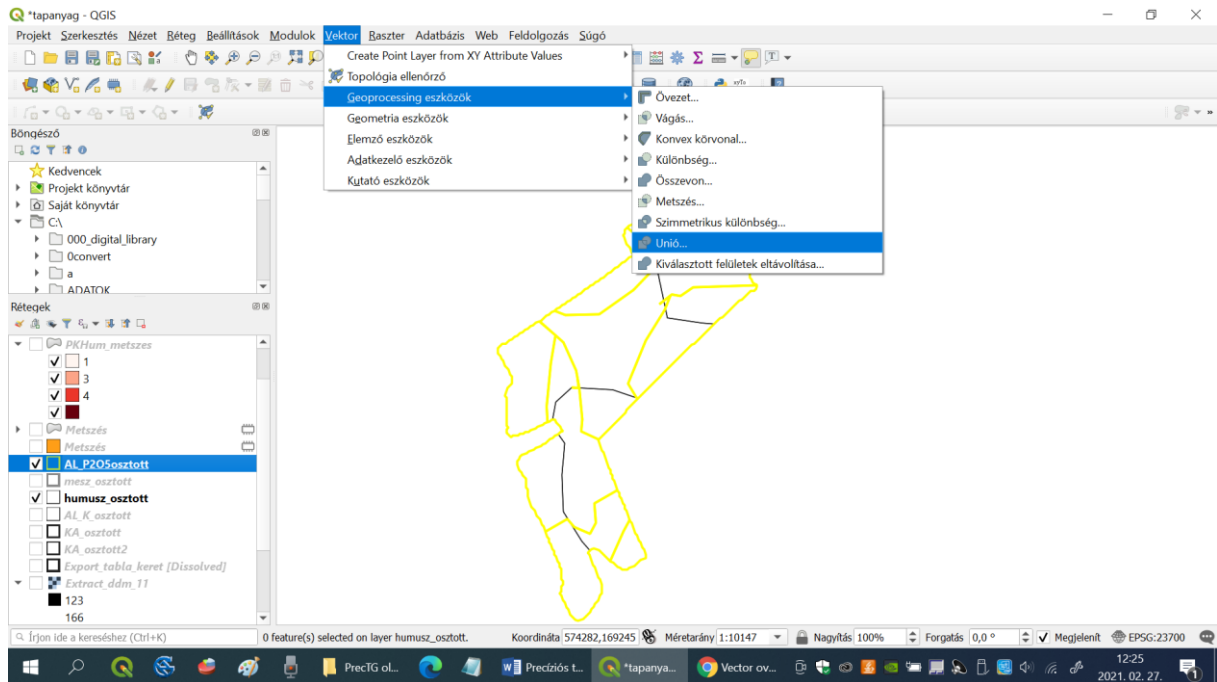 *tapanyag - QGIS
Projekt Szerkesztés Nézet Réteg Beállítások Modulok Vektor Raszter Adatbázis Web Feldolgozás Súgó
Create Point Layer from XY Attribute Values
Topológia ellenőrző
Geoprocessing eszközök
Geometria eszközök
Elemző eszközök
Adatkezelő eszközök
Kutató eszközök
Övezet...
Vágás...
Konvex körvonal...
Különbség...
Összevon...
Metszés...
Szimmetrikus különbség...
Unió...
Kiválasztott felületek eltávolítása...
Böngésző
Kedvencek
Projekt könyvtár
Saját könyvtár
C:\
000_digital_library
0convert
a
ADATOK
Rétegek
PKHum_metszes
1
3
4
Metszés
Metszés
AL_P2O5osztott
mesz_osztott
humusz_osztott
AL_K_osztott
KA_osztott
KA_osztott2
Export_tabla_keret [Dissolved]
Extract_ddm_11
123
166
Írjon ide a kereséshez (Ctrl+K) 0 feature(s) selected on layer humusz_osztott. Koordináta 574282,169245 Méretarány 1:10147 Nagyítás 100% Forgatás 0,0 ° Megjelenít EPSG:23700
PrecTG ol... Precíziós t... *tapanya... Vector ov... 12:25
2021. 02. 27.
1